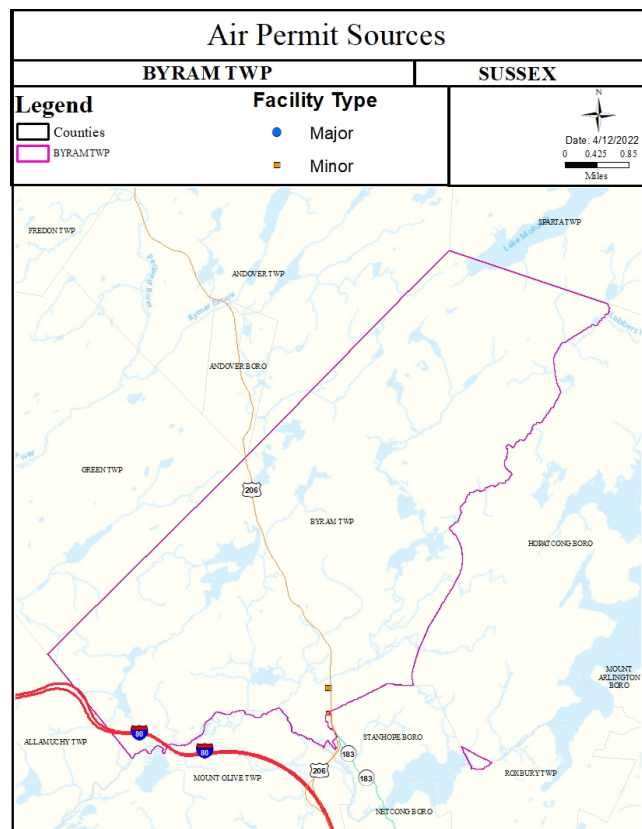 Air Permit Sources
BYRAM TWP
SUSSEX
Legend
Counties
BYRAMTWP
Facility Type
Major
Minor
N
Date: 4/12/2022
0 0.425 0.85
Miles
FREDON TWP
SPARTA TWP
ANDOVER TWP
Kymer Brook
ANDOVER BORO
GREEN TWP
206
BYRAM TWP
HOPATCONG BORO
MOUNT
ARLINGTON
BORO
ALLAMUCHY TWP
80
80
STANHOPE BORO
183
206
183
MOUNT OLIVE TWP
ROXBURY TWP
NETCONG BORO